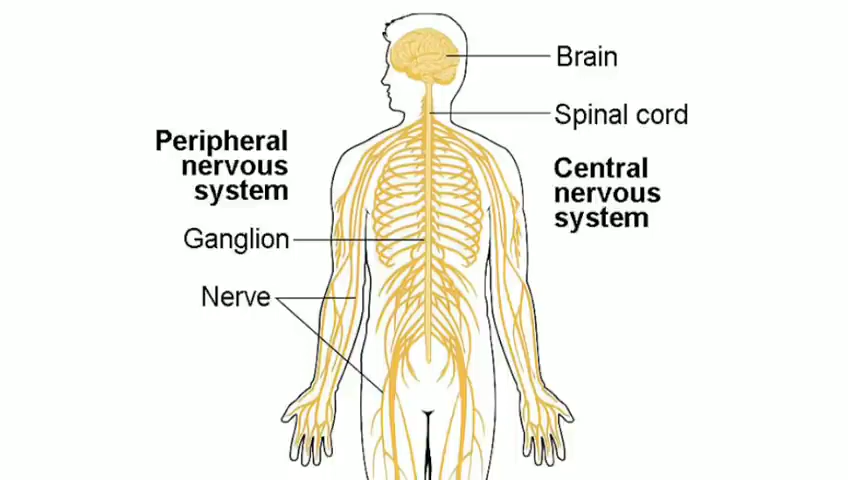 Brain
Spinal cord
Peripheral
nervous
system
Central
nervous
system
Ganglion
Nerve